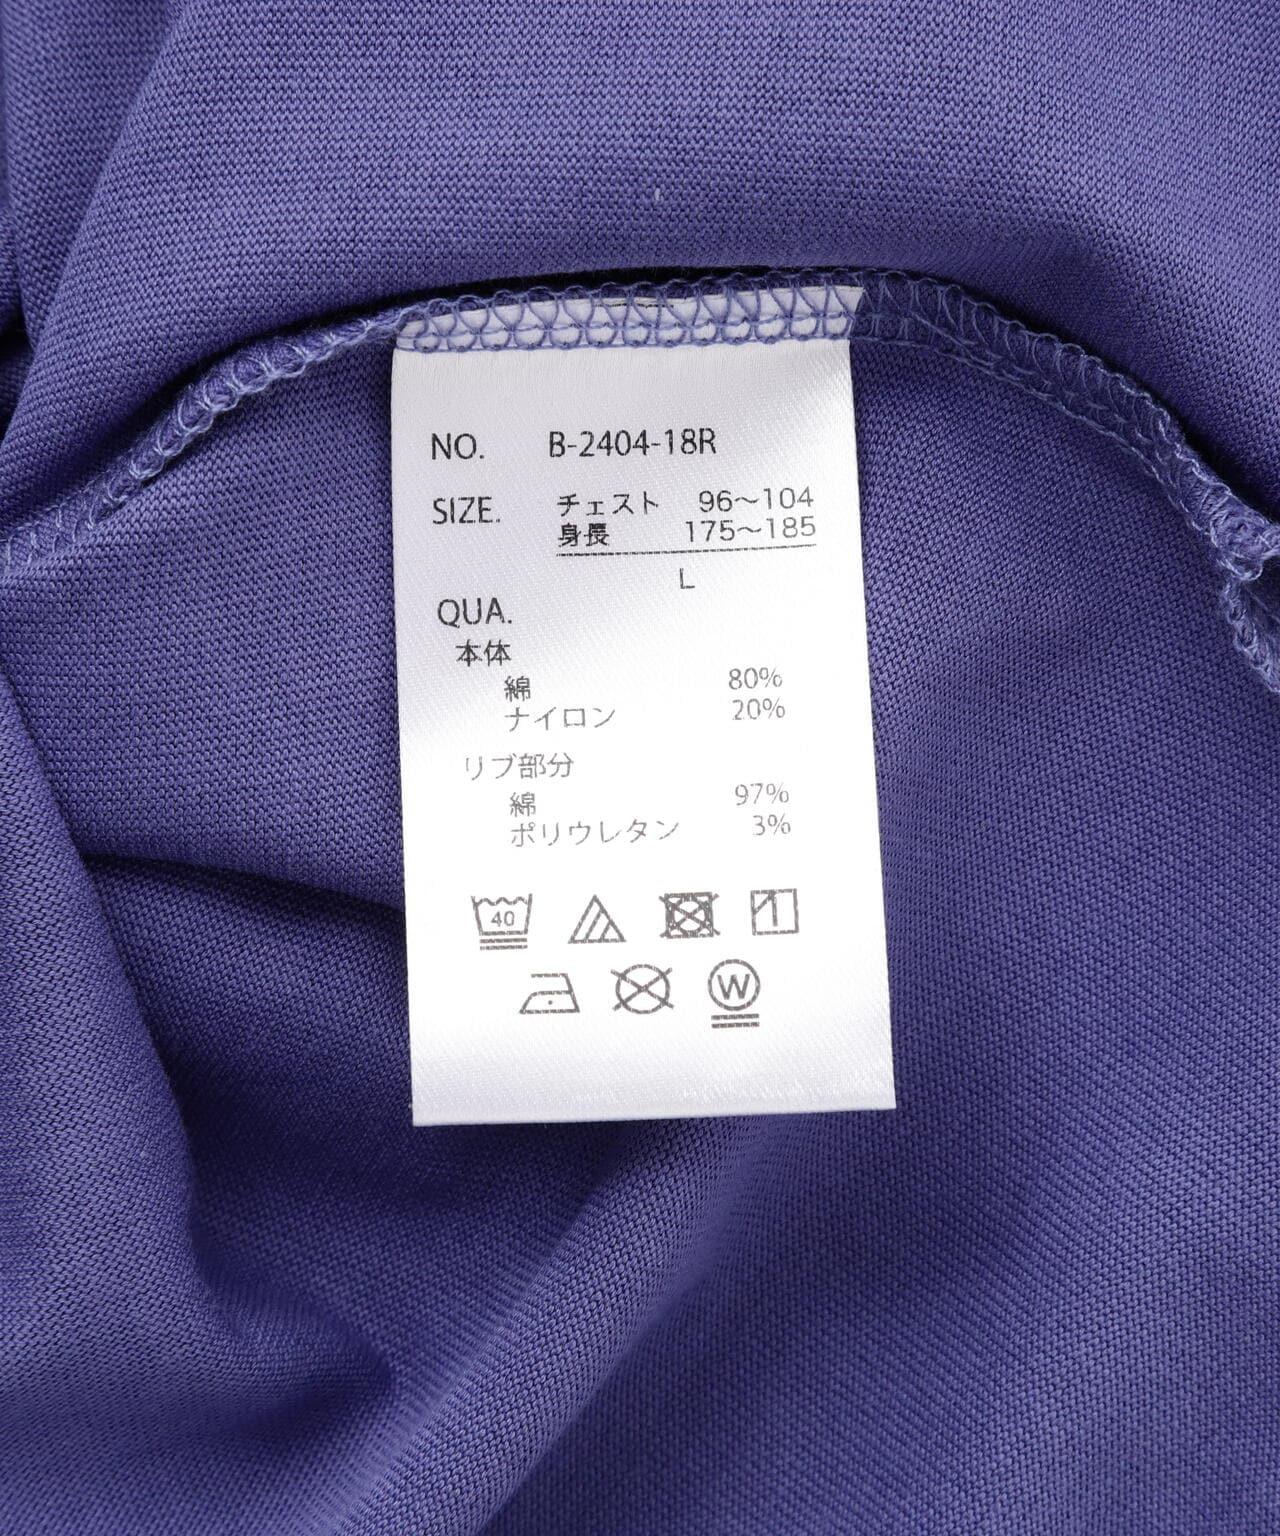 NO. B-2404-18R
SIZE. チェスト 96～104
身長 175～185
L
QUA.
本体
綿 80%
ナイロン 20%
リブ部分
綿 97%
ポリウレタン 3%
40
W